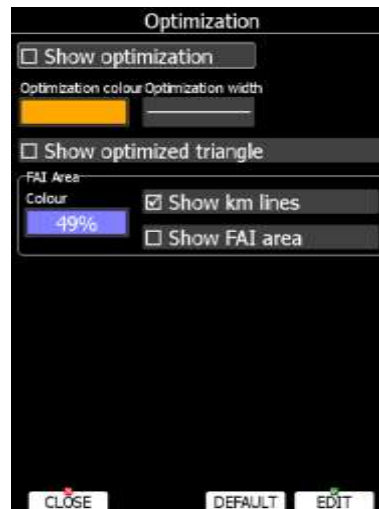 Optimization
Show optimization
Optimization colour Optimization width
Show optimized triangle
FAI Area
Colour
49%
Show km lines
Show FAI area
CLOSE DEFAULT EDIT